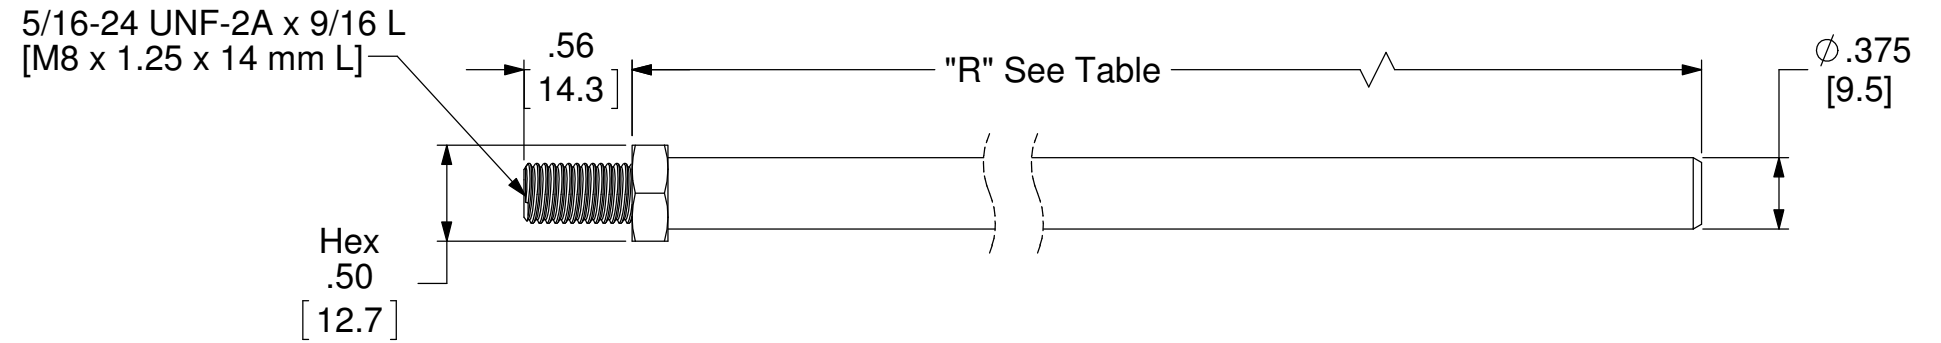 5/16-24 UNF-2A x 9/16 L
[M8 x 1.25 x 14 mm L]
.56
[14.3]
"R" See Table
⌀.375
[9.5]
Hex
.50
[12.7]